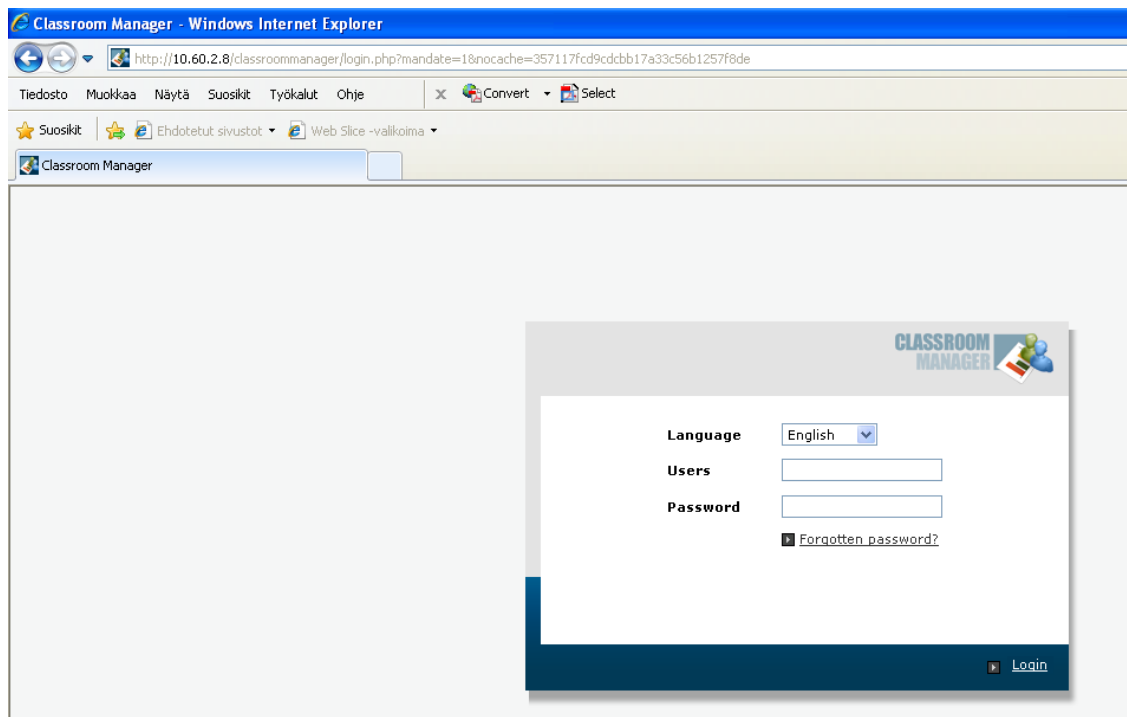 Classroom Manager - Windows Internet Explorer
http://10.60.2.8/classroommanager/login.php?mandate=1&nocache=357117fcd9cdcbb17a33c56b1257f8de
Tiedosto Muokkaa Näytä Suosikit Työkalut Ohje x Convert Select
Suosikit Ehdotetut sivustot Web Slice -valikoima
Classroom Manager
CLASSROOM
MANAGER
Language English
Users
Password
Forgotten password?
Login